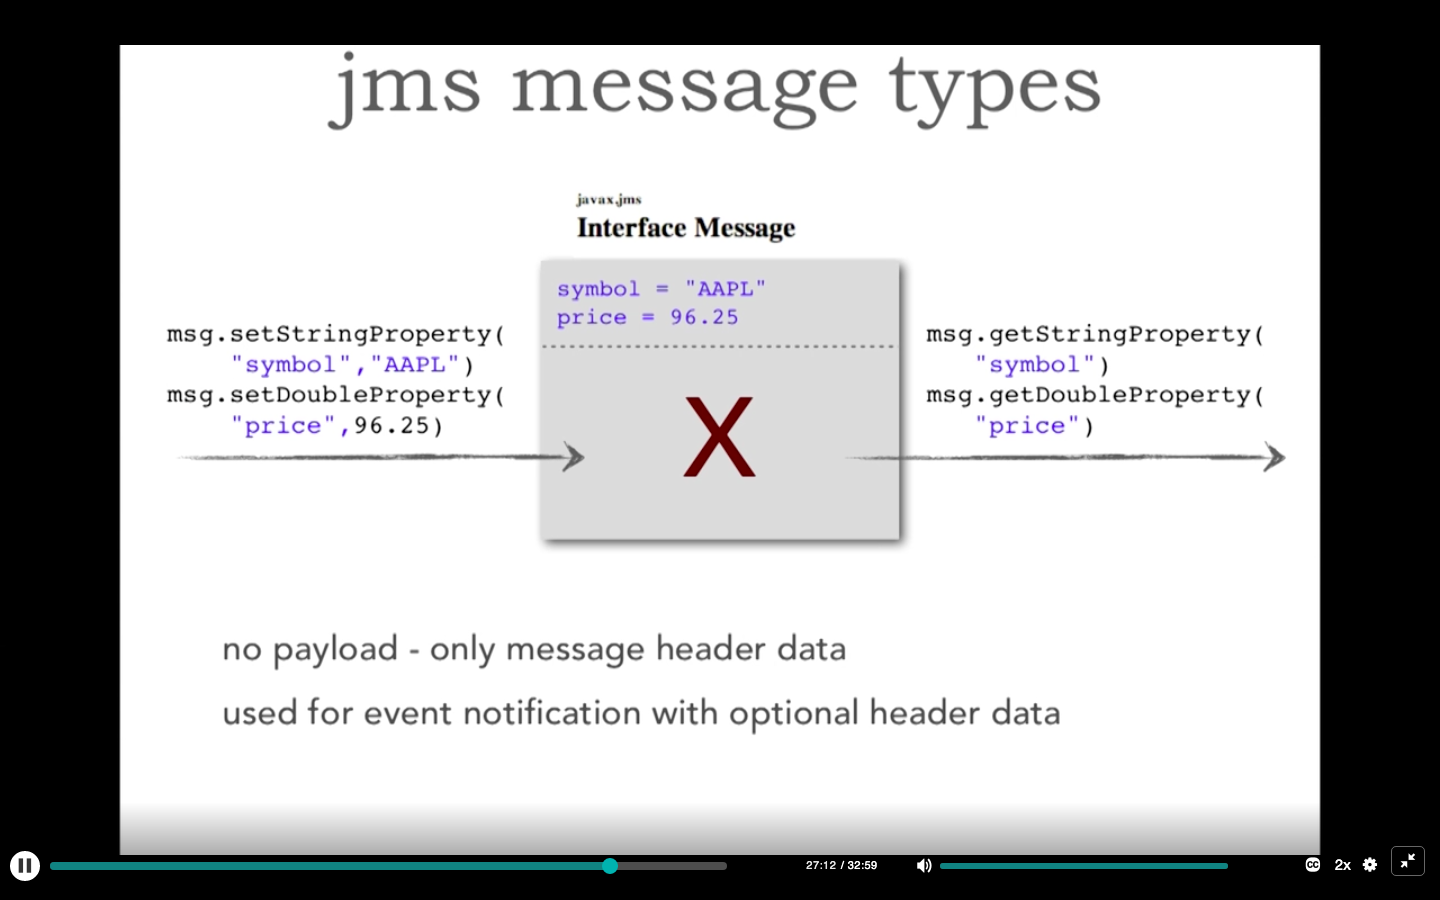 jms message types
javax.jms
Interface Message
symbol = "AAPL"
price = 96.25
msg.setStringProperty(
"symbol","AAPL")
msg.setDoubleProperty(
"price",96.25)
X
msg.getStringProperty(
"symbol")
msg.getDoubleProperty(
"price")
no payload - only message header data
used for event notification with optional header data
27:12 / 32:59
CC
2x